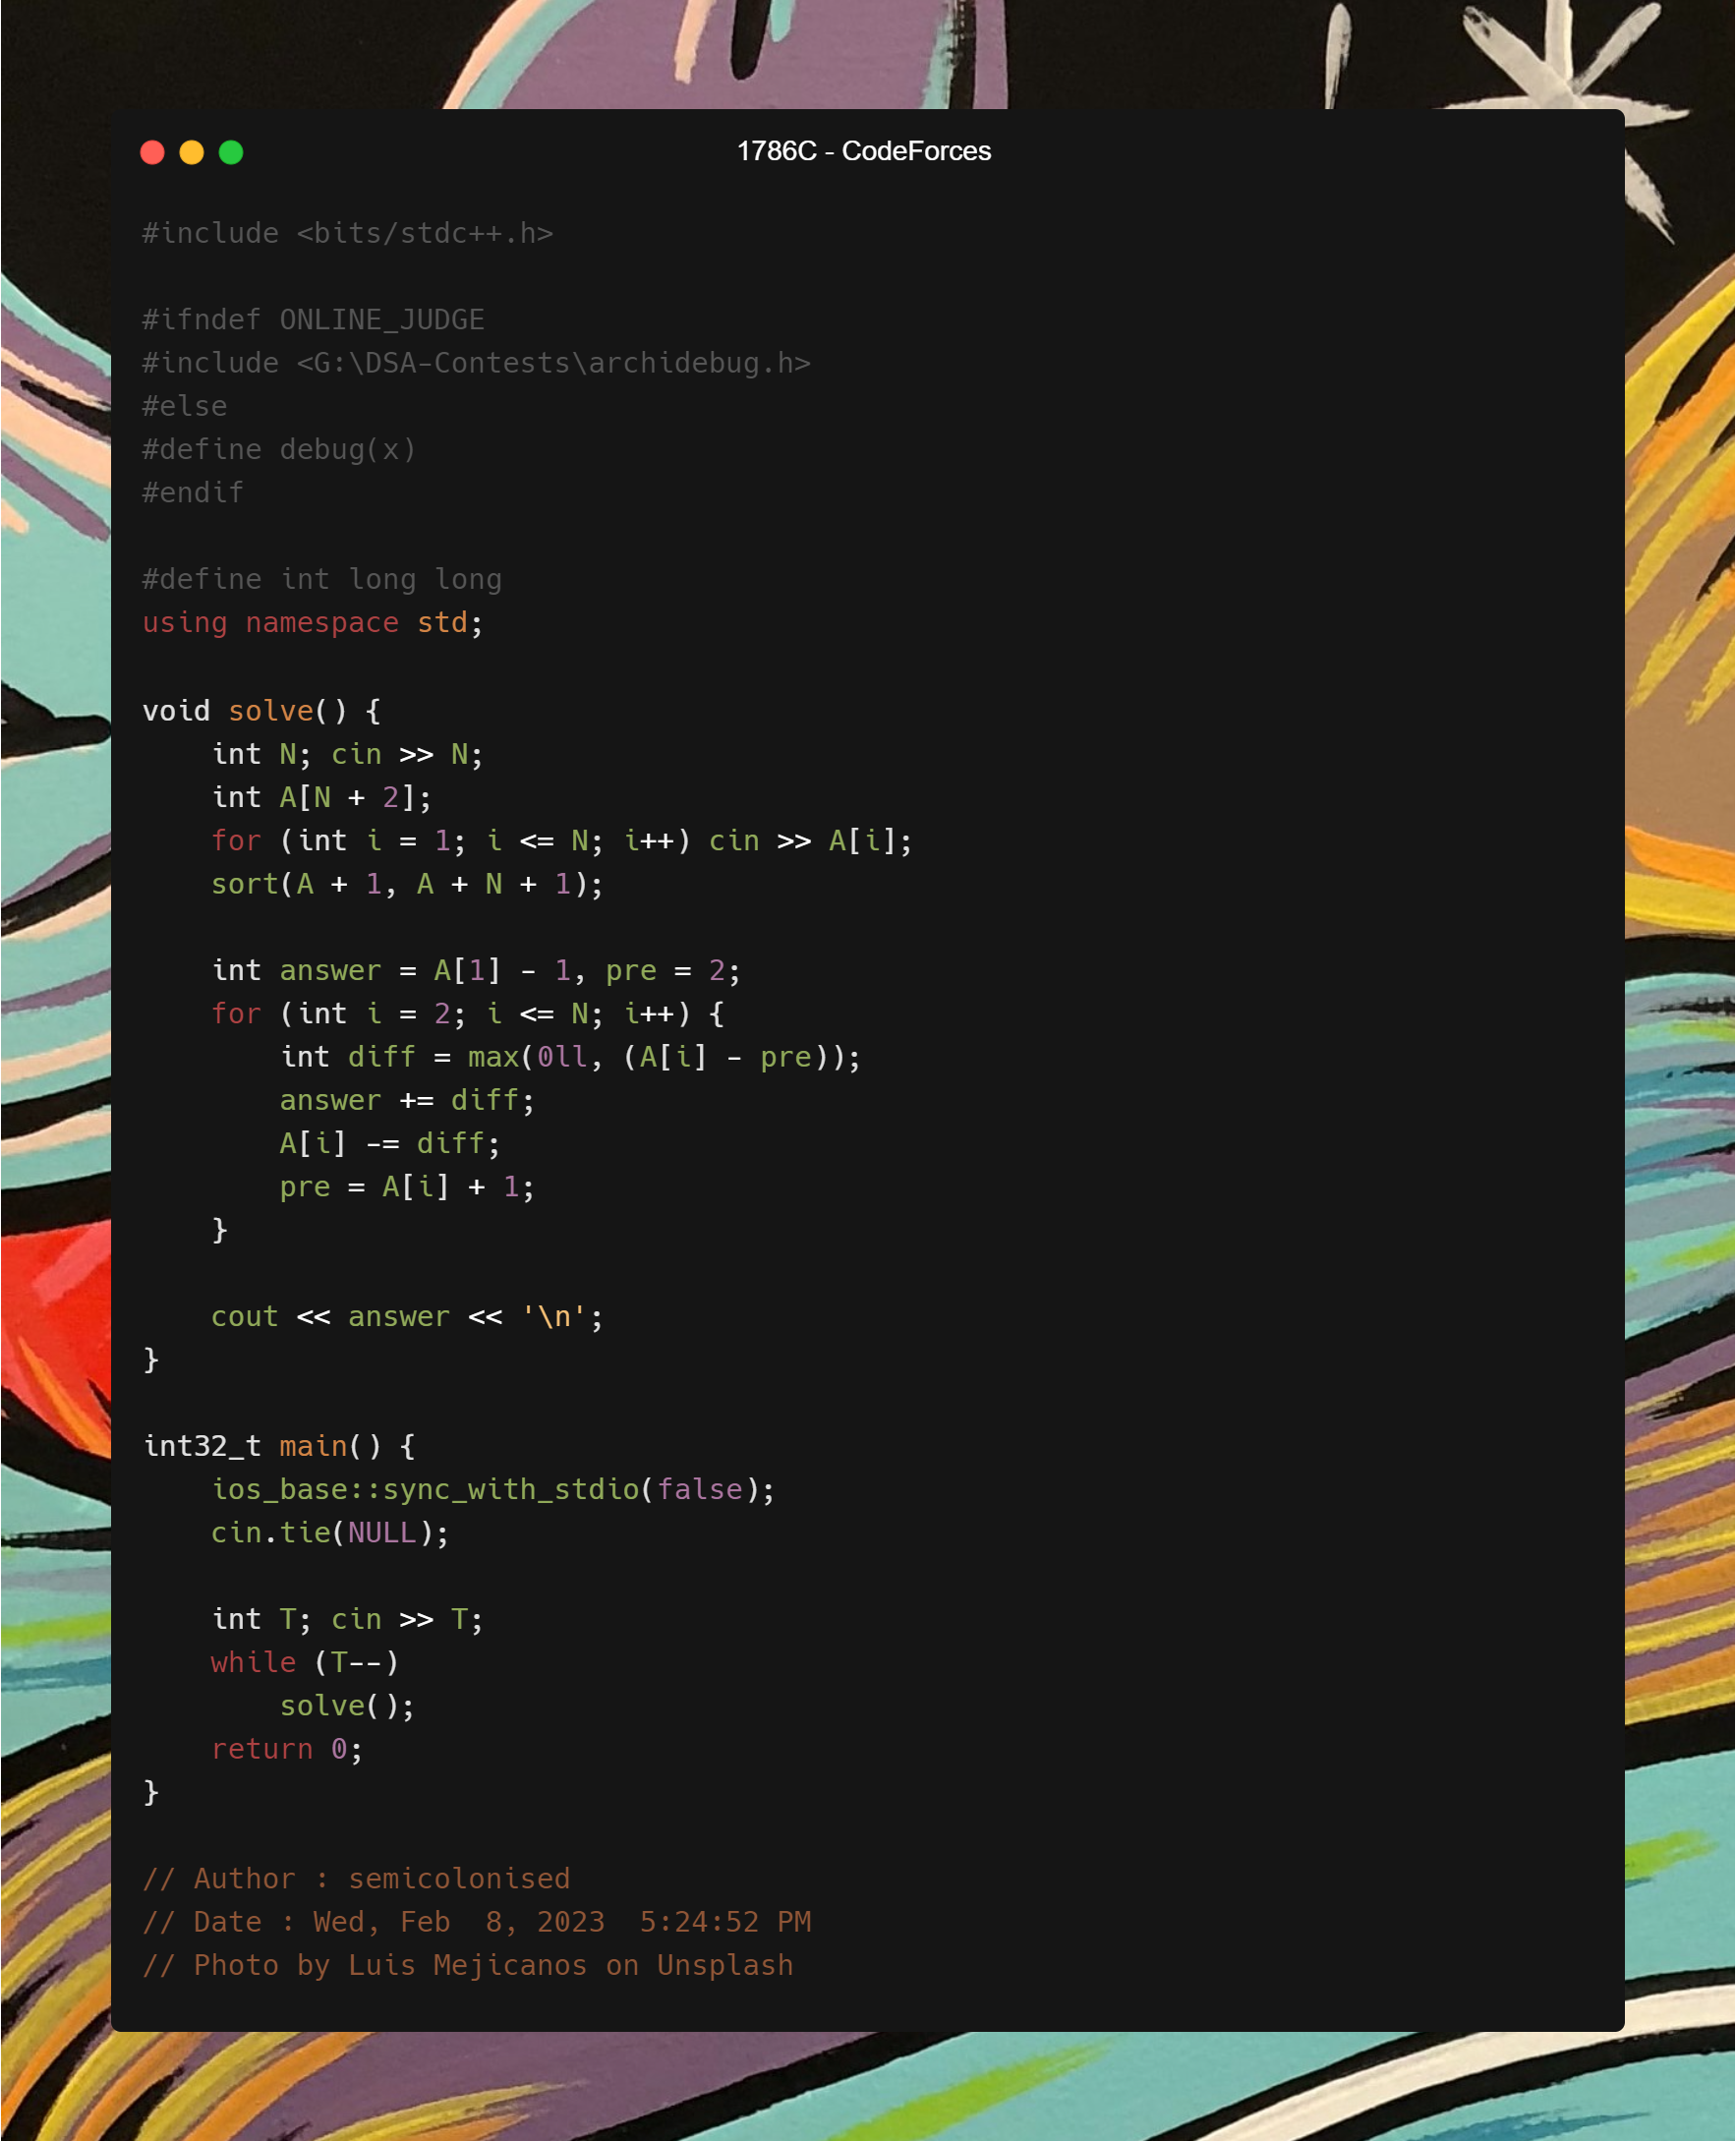 1786C - CodeForces
#include <bits/stdc++.h>
#ifndef ONLINE_JUDGE
#include <G:\DSA-Contests\archidebug.h>
#else
#define debug(x)
#endif
#define int long long
using namespace std;
void solve() {
    int N; cin >> N;
    int A[N + 2];
    for (int i = 1; i <= N; i++) cin >> A[i];
    sort(A + 1, A + N + 1);
    int answer = A[1] - 1, pre = 2;
    for (int i = 2; i <= N; i++) {
        int diff = max(0ll, (A[i] - pre));
        answer += diff;
        A[i] -= diff;
        pre = A[i] + 1;
    }
    cout << answer << '\n';
}
int32_t main() {
    ios_base::sync_with_stdio(false);
    cin.tie(NULL);
    int T; cin >> T;
    while (T--)
        solve();
    return 0;
}
// Author : semicolonised
// Date : Wed, Feb  8, 2023  5:24:52 PM
// Photo by Luis Mejicanos on Unsplash